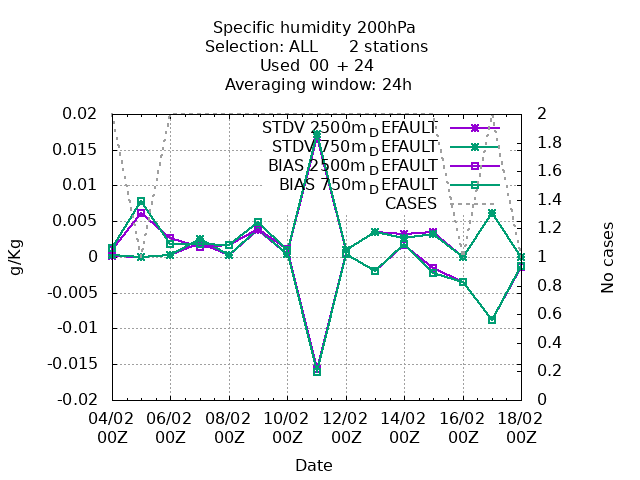 Specific humidity 200hPa
Selection: ALL 2 stations
Used 00 + 24
Averaging window: 24h
0.02
0.015
0.01
0.005
0
-0.005
-0.01
-0.015
-0.02
g/Kg
STDV 2500m_DEFAULT
STDV 750m_DEFAULT
BIAS 2500m_DEFAULT
BIAS 750m_DEFAULT
CASES
2
1.8
1.6
1.4
1.2
1
0.8
0.6
0.4
0.2
0
No cases
04/02 06/02 08/02 10/02 12/02 14/02 16/02 18/02
00Z 00Z 00Z 00Z 00Z 00Z 00Z 00Z
Date